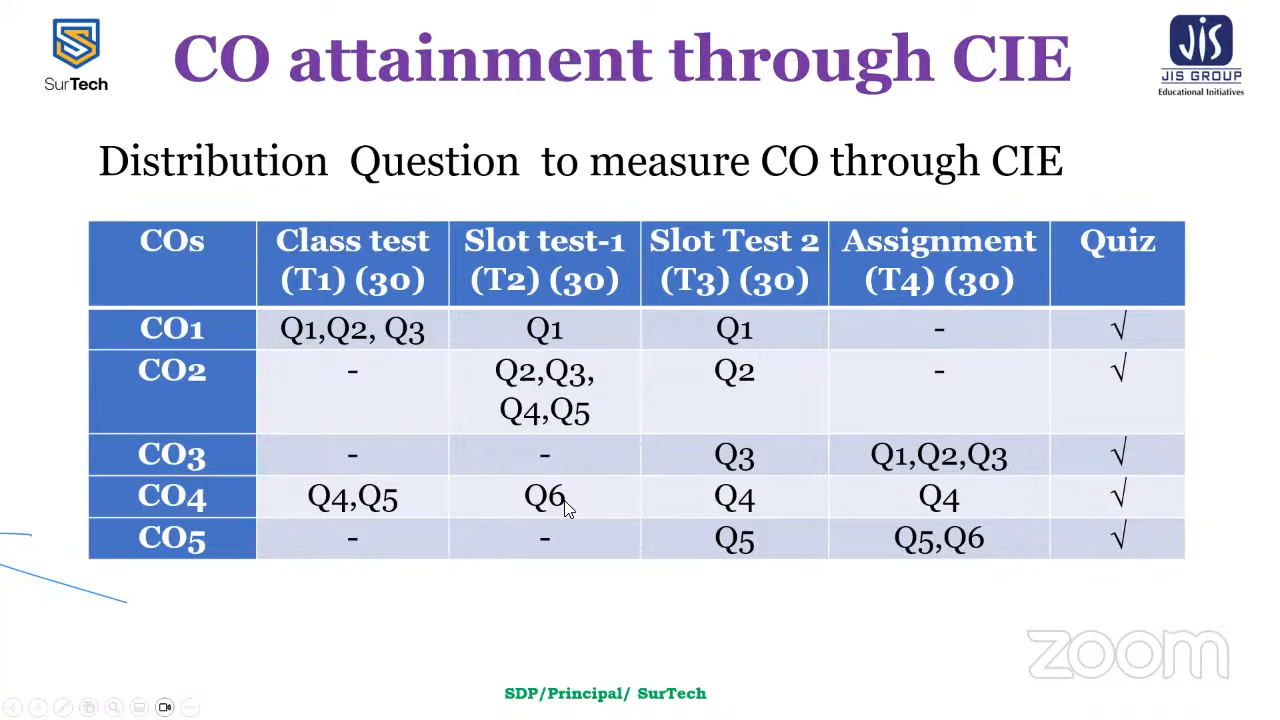 SurTech
CO attainment through CIE
JIS
JIS GROUP
Educational Initiatives
Distribution Question to measure CO through CIE
COs Class test (T1) (30) Slot test-1 (T2) (30) Slot Test 2 (T3) (30) Assignment (T4) (30) Quiz
CO1 Q1,Q2, Q3 Q1 Q1 - √
CO2 - Q2,Q3, Q4,Q5 Q2 - √
CO3 - - Q3 Q1,Q2,Q3 √
CO4 Q4,Q5 Q6 Q4 Q4 √
CO5 - - Q5 Q5,Q6 √
zoom
SDP/Principal/ SurTech